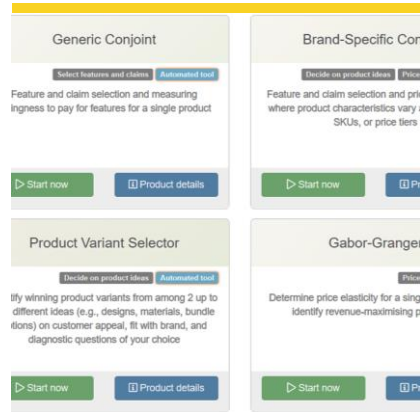 Generic Conjoint
Select features and claims Automated tool
Feature and claim selection and measuring
ingness to pay for features for a single product
Start now Product details
Brand-Specific Con
Decide on product ideas Price
Feature and claim selection and pri
where product characteristics vary
SKUs, or price tiers
Start now Pr
Product Variant Selector
Decide on product ideas Automated tool
tify winning product variants from among 2 up to
different ideas (e.g., designs, materials, bundle
tions) on customer appeal, fit with brand, and
diagnostic questions of your choice
Start now Product details
Gabor-Granger
Price
Determine price elasticity for a sing
identify revenue-maximising p
Start now Pr